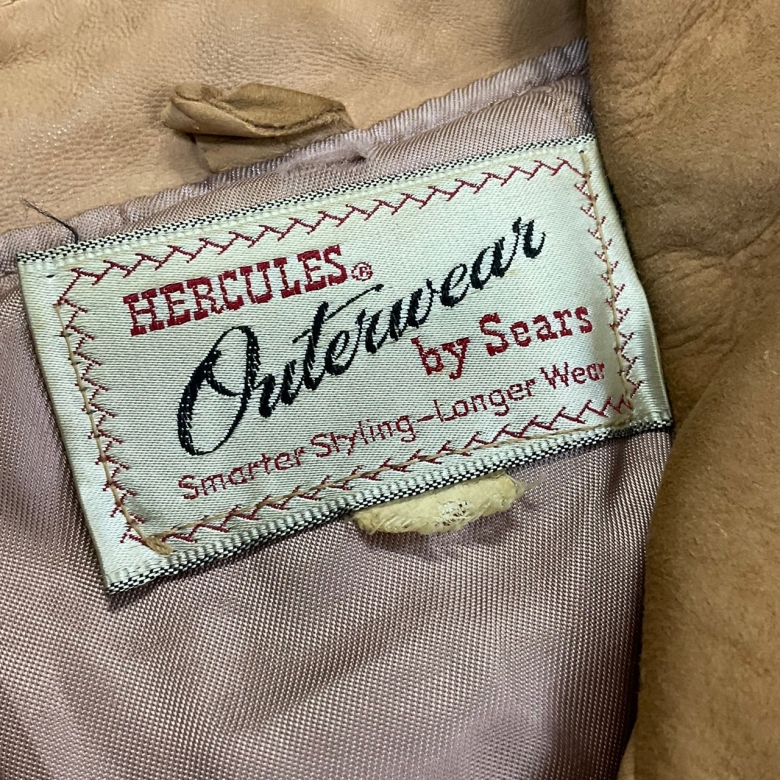 HERCULES®
Outerwear
by Sears
Smarter Styling—Longer Wear